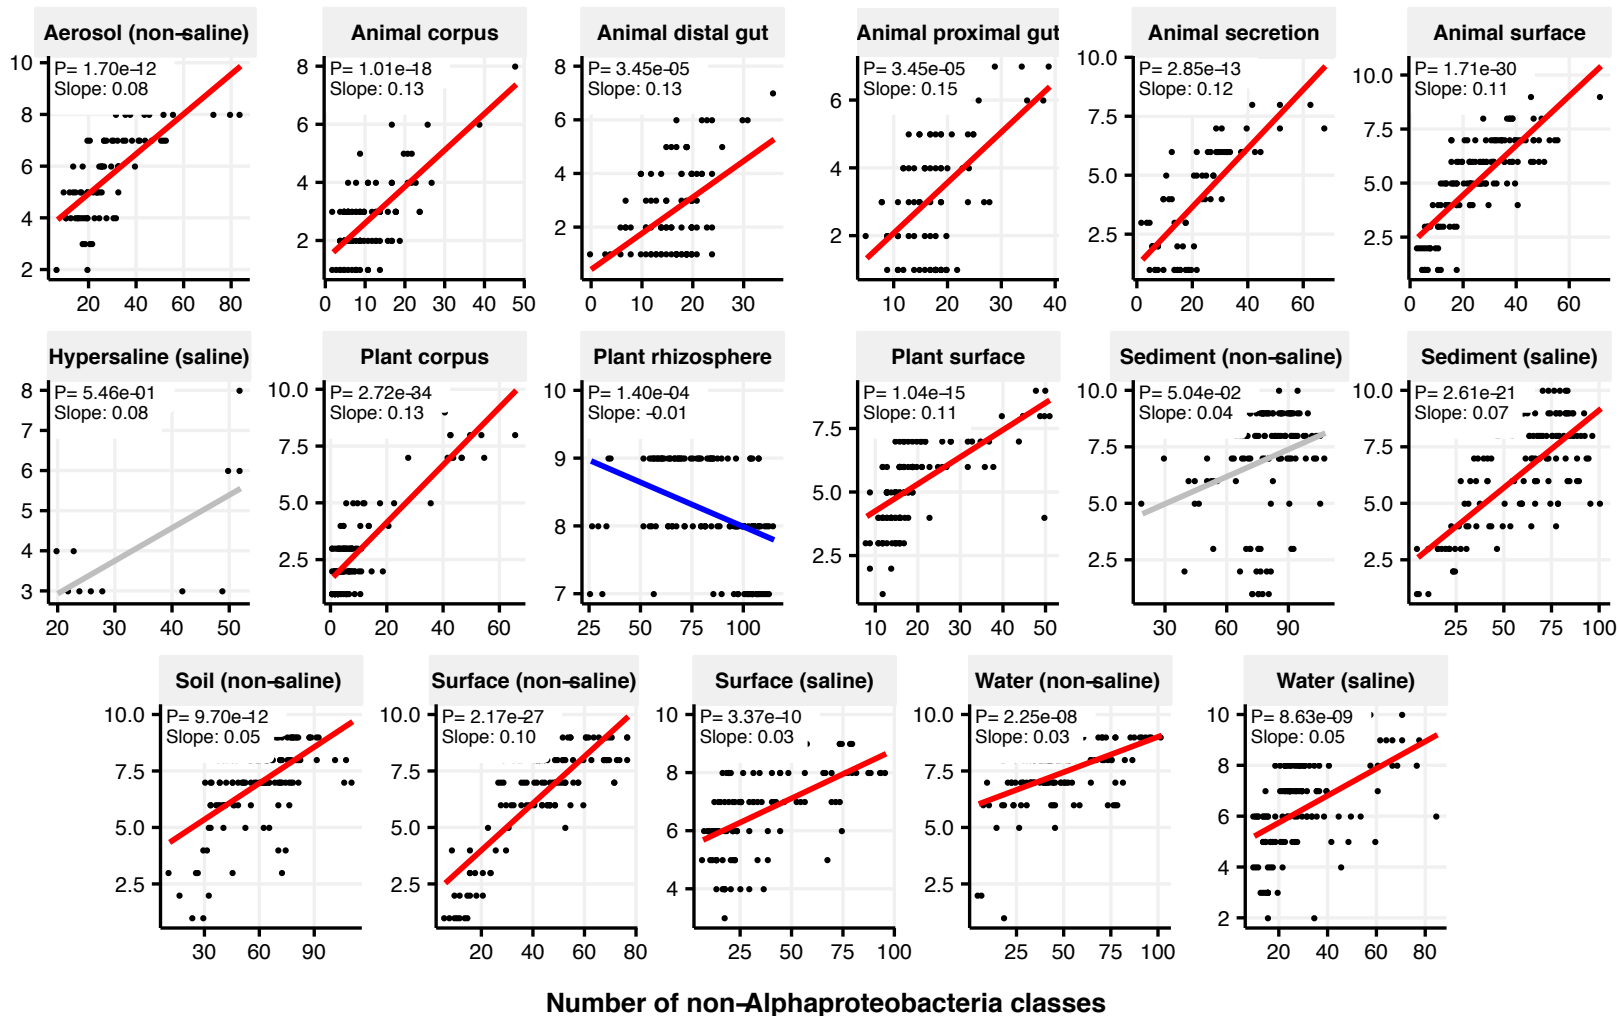 Aerosol (non-saline) Animal corpus Animal distal gut Animal proximal gut Animal secretion Animal surface
P= 1.70e-12 P= 1.01e-18 P= 3.45e-05 P= 3.45e-05 P= 2.85e-13 P= 1.71e-30
Slope: 0.08 Slope: 0.13 Slope: 0.13 Slope: 0.15 Slope: 0.12 Slope: 0.11
10 8 6 4 2
8 6 4 2
8 6 4 2
6 4 2
10.0 7.5 5.0 2.5
10.0 7.5 5.0 2.5
20 40 60 80 0 10 20 30 40 50 0 10 20 30 10 20 30 40 0 20 40 60 0 20 40 60
Hypersaline (saline) Plant corpus Plant rhizosphere Plant surface Sediment (non-saline) Sediment (saline)
P= 5.46e-01 P= 2.72e-34 P= 1.40e-04 P= 1.04e-15 P= 5.04e-02 P= 2.61e-21
Slope: 0.08 Slope: 0.13 Slope: -0.01 Slope: 0.11 Slope: 0.04 Slope: 0.07
8 6 4 3
10.0 7.5 5.0 2.5
10 9 8 7
7.5 5.0 2.5
10.0 7.5 5.0 2.5
10.0 7.5 5.0 2.5
20 30 40 50 0 20 40 60 25 50 75 100 10 20 30 40 50 30 60 90 25 50 75 100
Soil (non-saline) Surface (non-saline) Surface (saline) Water (non-saline) Water (saline)
P= 9.70e-12 P= 2.17e-27 P= 3.37e-10 P= 2.25e-08 P= 8.63e-09
Slope: 0.05 Slope: 0.10 Slope: 0.03 Slope: 0.03 Slope: 0.05
10.0 7.5 5.0 2.5
10.0 7.5 5.0 2.5
10 8 6 4
10.0 7.5 5.0 2.5
10 8 6 4 2
30 60 90 20 40 60 80 25 50 75 100 25 50 75 100 20 40 60 80
Number of non-Alphaproteobacteria classes